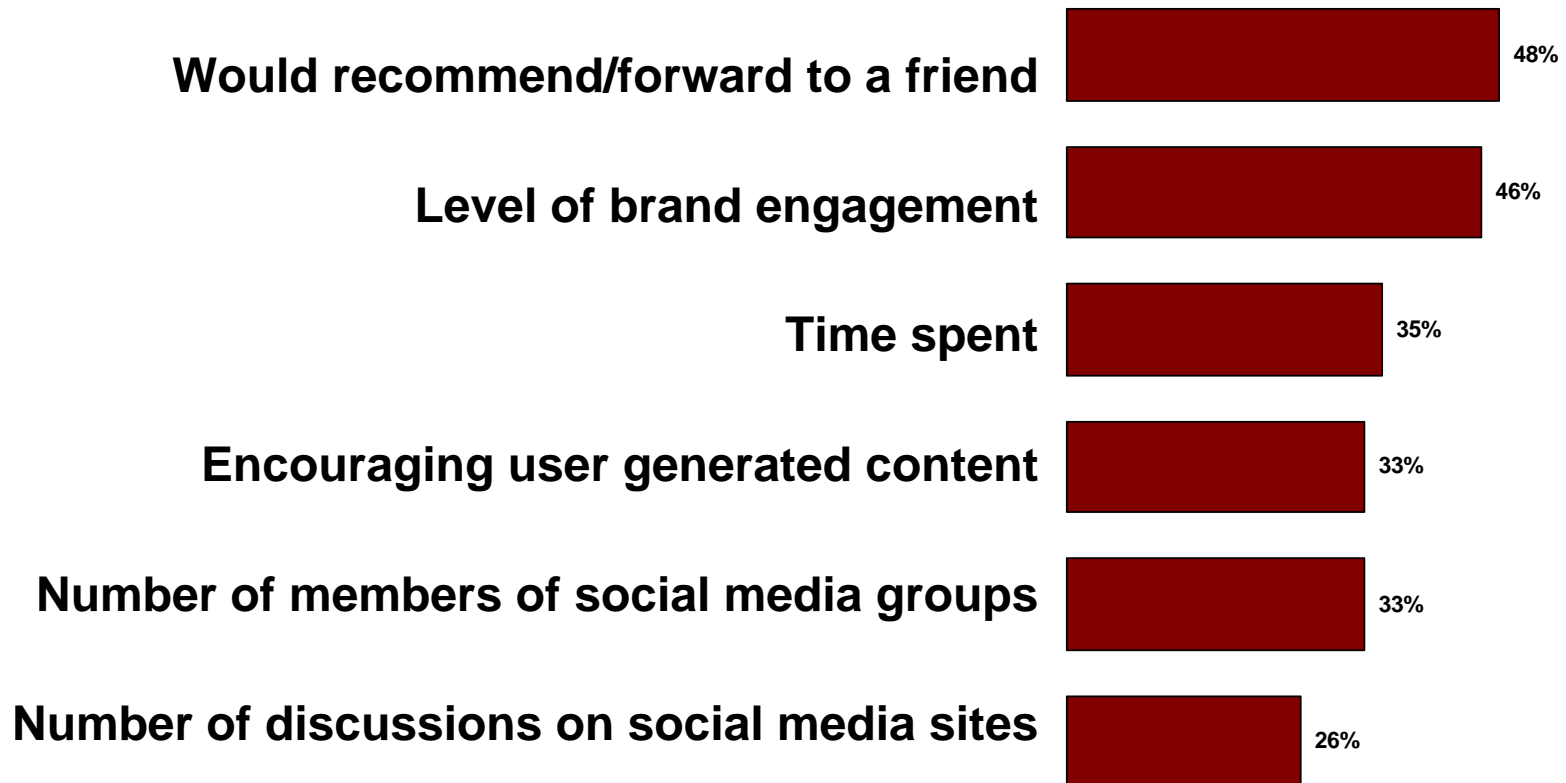 Would recommend/forward to a friend 48%
Level of brand engagement 46%
Time spent 35%
Encouraging user generated content 33%
Number of members of social media groups 33%
Number of discussions on social media sites 26%